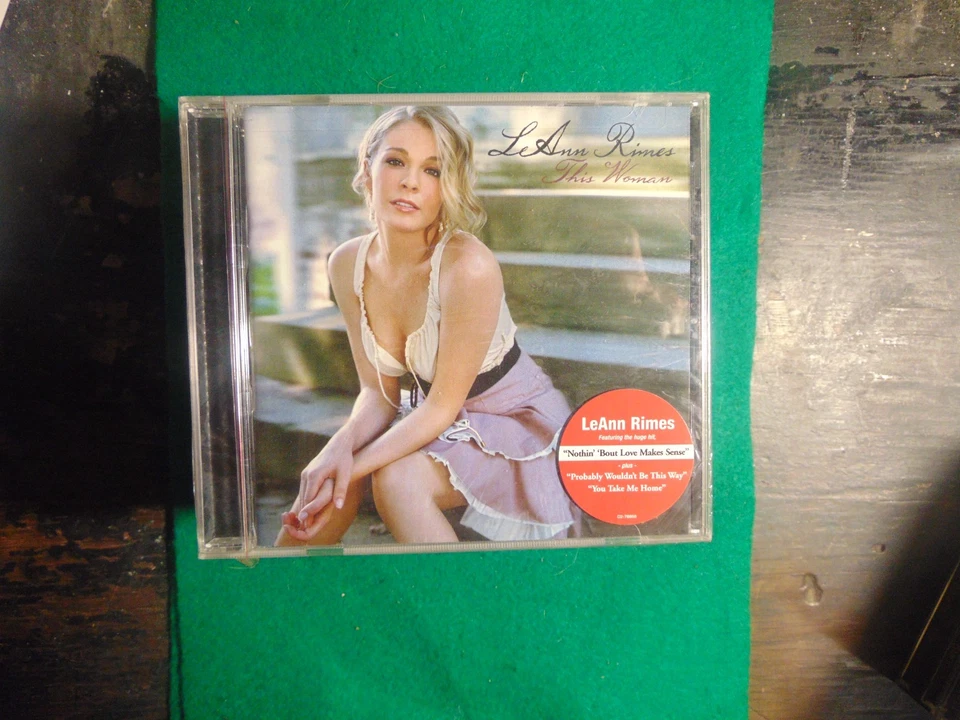 LeAnn Rimes
This Woman
LeAnn Rimes
Featuring the huge hit,
"Nothin' 'Bout Love Makes Sense"
- plus -
"Probably Wouldn't Be This Way"
"You Take Me Home"